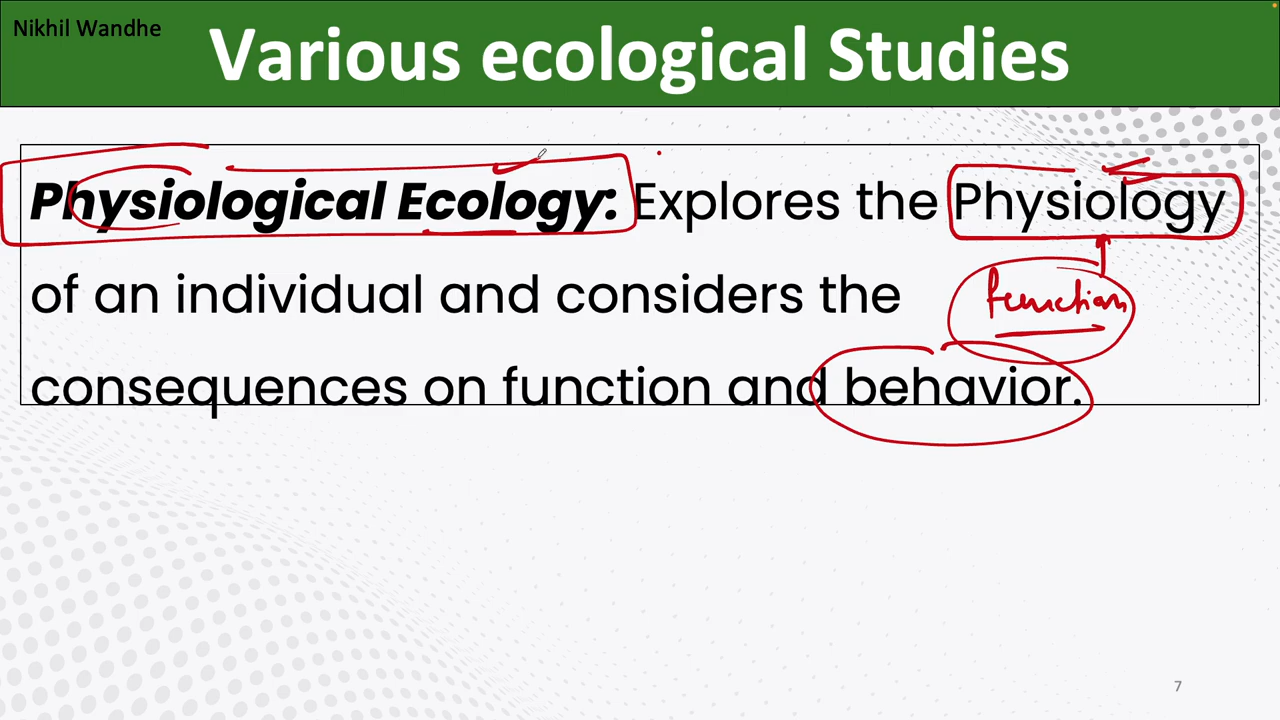 Nikhil Wandhe
Various ecological Studies
Physiological Ecology: Explores the Physiology
of an individual and considers the
function
consequences on function and behavior.
7